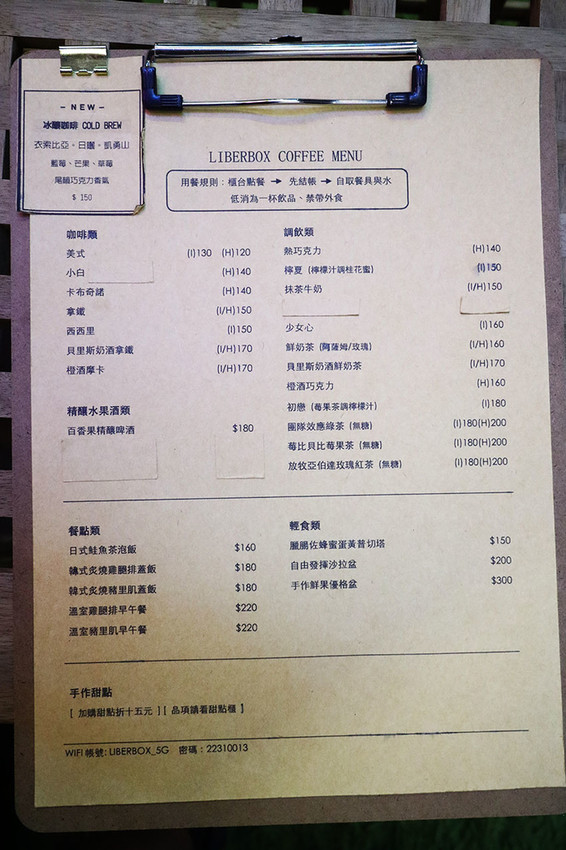 - NEW -
冰釀咖啡 COLD BREW
衣索比亞。日曬。凱勇山
藍莓、芒果、草莓
尾韻巧克力香氣
$ 150
LIBERBOX COFFEE MENU
用餐規則：櫃台點餐 → 先結帳 → 自取餐具與水
低消為一杯飲品、禁帶外食
咖啡類
美式 (I)130 (H)120
小白 (H)140
卡布奇諾 (H)140
拿鐵 (I/H)150
西西里 (I)150
貝里斯奶酒拿鐵 (I/H)170
橙酒摩卡 (I/H)170
精釀水果酒類
百香果精釀啤酒 $180
調飲類
熱巧克力 (H)140
檸夏 (檸檬汁調桂花蜜) (I)150
抹茶牛奶 (I/H)150
少女心 (I)160
鮮奶茶 (阿薩姆/玫瑰) (I/H)160
貝里斯奶酒鮮奶茶 (I/H)170
橙酒巧克力 (H)160
初戀 (莓果茶調檸檬汁) (I)180
團隊效應綠茶 (無糖) (I)180(H)200
莓比貝比莓果茶 (無糖) (I)180(H)200
放牧亞伯達玫瑰紅茶 (無糖) (I)180(H)200
餐點類
日式鮭魚茶泡飯 $160
韓式炙燒雞腿排蓋飯 $180
韓式炙燒豬里肌蓋飯 $180
溫室雞腿排早午餐 $220
溫室豬里肌早午餐 $220
輕食類
臘腸佐蜂蜜蛋黃普切塔 $150
自由發揮沙拉盆 $200
手作鮮果優格盆 $300
手作甜點
[ 加購甜點折十五元 ] [ 品項請看甜點櫃 ]
WIFI 帳號: LIBERBOX_5G 密碼：22310013